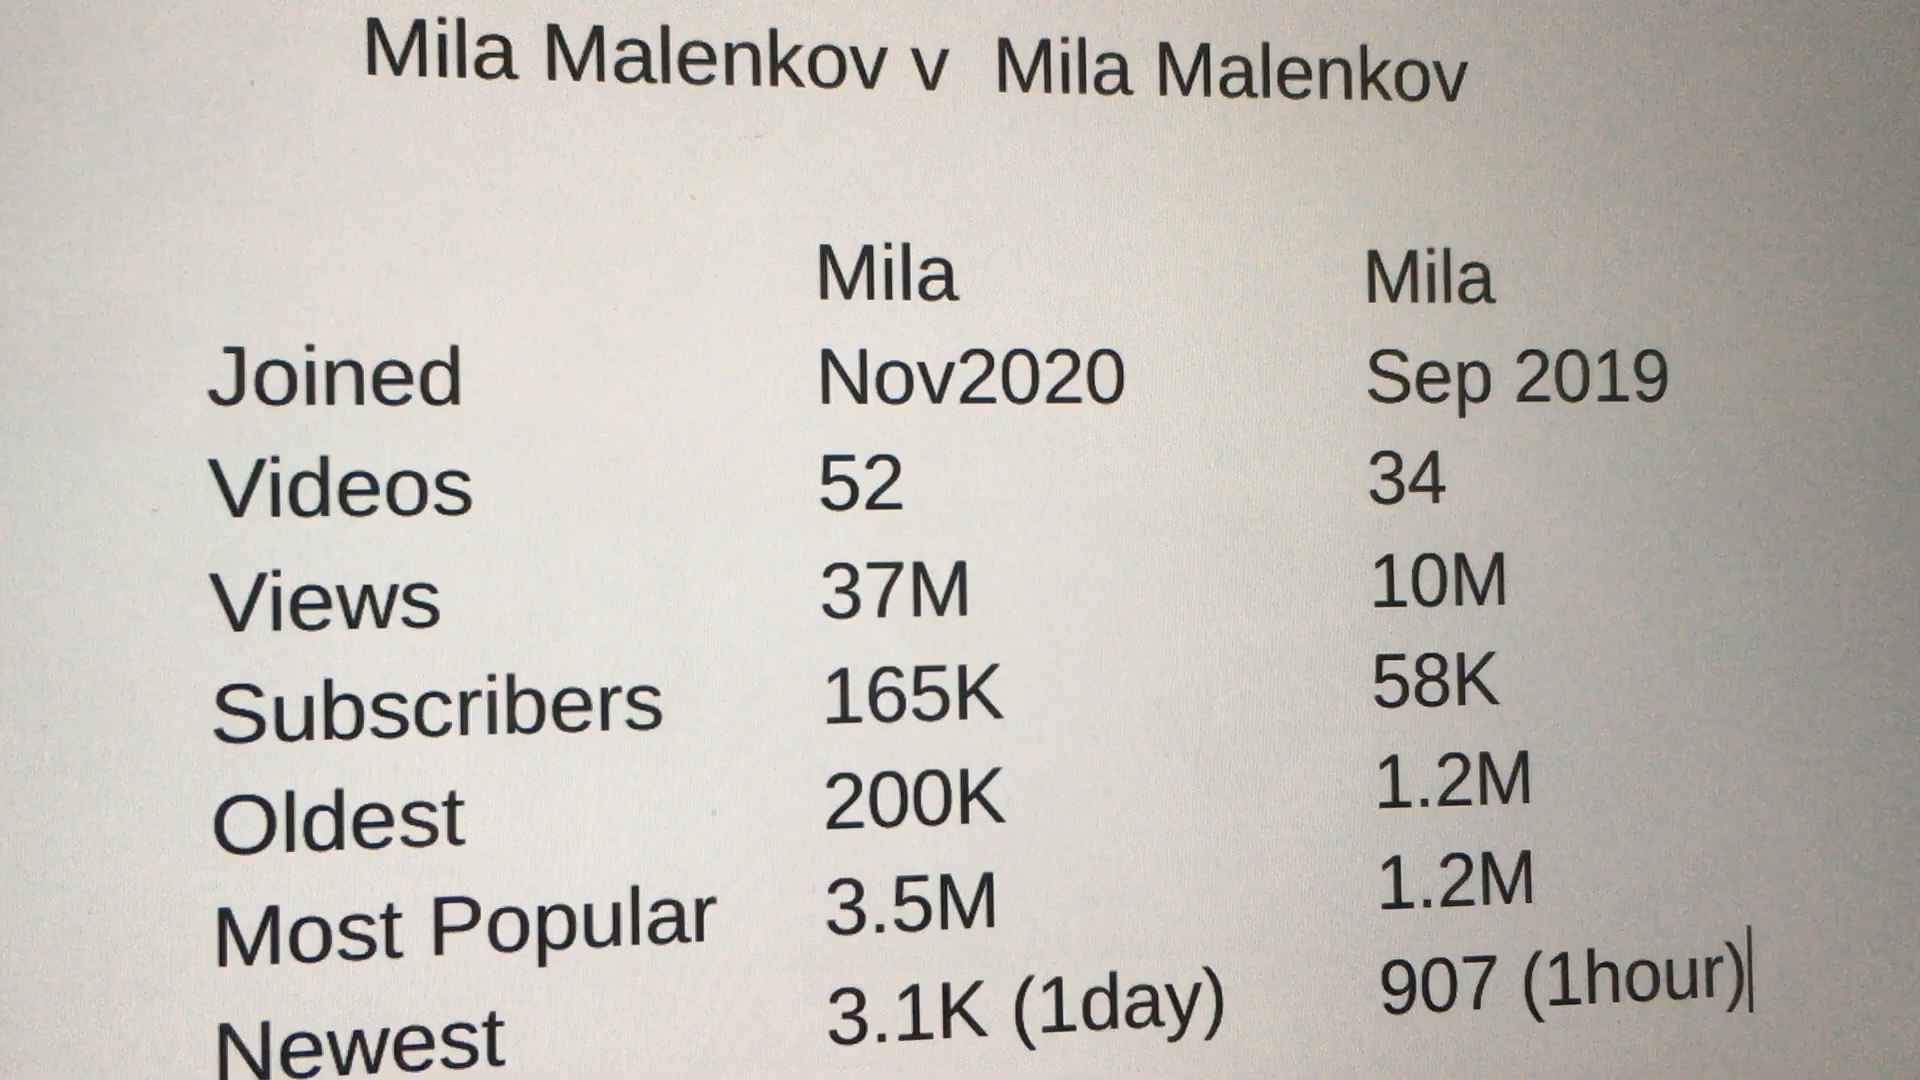 Mila Malenkov v Mila Malenkov
Mila Mila
Joined Nov2020 Sep 2019
Videos 52 34
Views 37M 10M
Subscribers 165K 58K
Oldest 200K 1.2M
Most Popular 3.5M 1.2M
Newest 3.1K (1day) 907 (1hour)